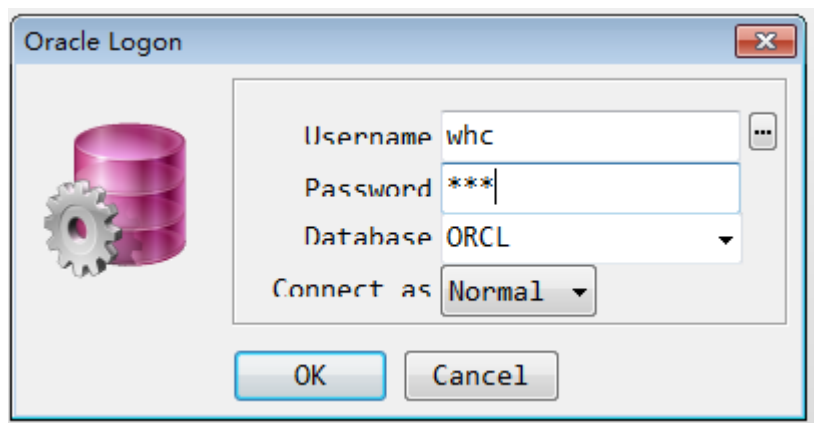 Oracle Logon
Username whc
Password ***
Database ORCL
Connect as Normal
OK Cancel